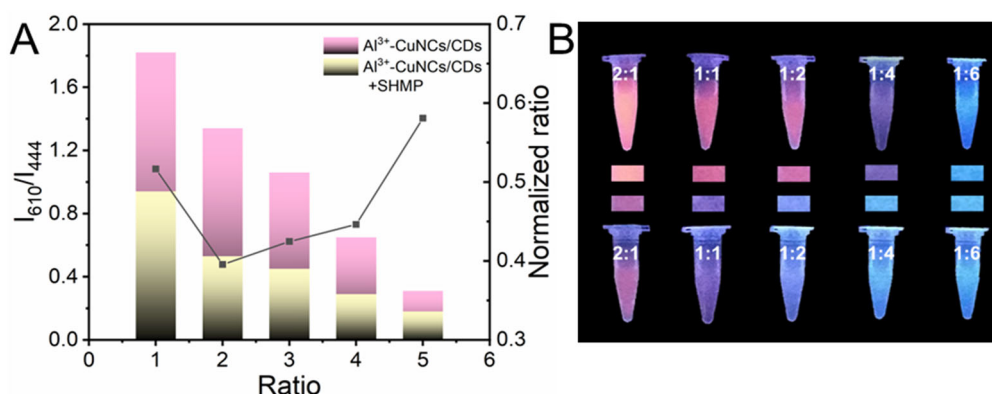 A
I₆₁₀/I₄₄₄
2.0
1.6
1.2
0.8
0.4
0.0
Al³⁺-CuNCs/CDs
Al³⁺-CuNCs/CDs
+SHMP
0.7
0.6
0.5
0.4
0.3
Normalized ratio
0 1 2 3 4 5 6
Ratio
B
2:1 1:1 1:2 1:4 1:6
2:1 1:1 1:2 1:4 1:6